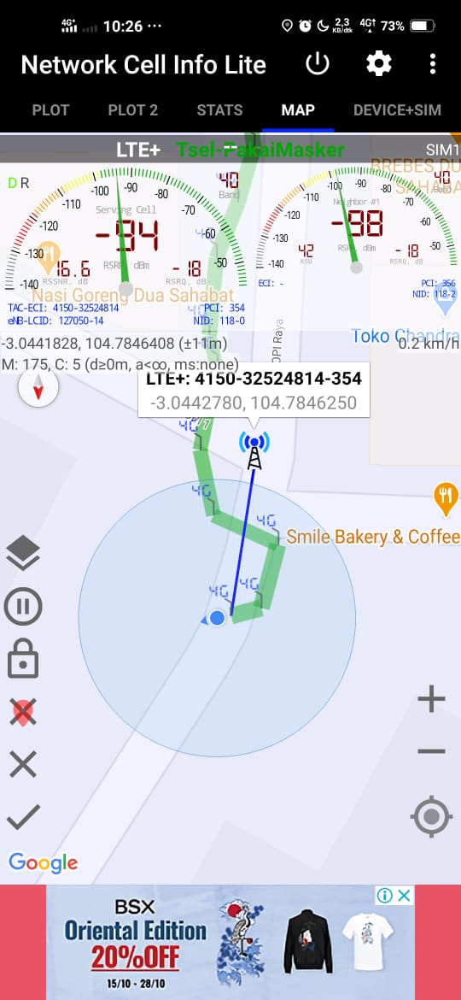 4G+ 10:26 ··· 2,3 KB/dtk 4G↑ 73%
Network Cell Info Lite
PLOT PLOT 2 STATS MAP DEVICE+SIM
LTE+ Tsel-PakaiMasker SIM1
BREBES DU
SAHABA
D R
-140 -130 -120 -110 -100 -90 -80 -70 -60 -50
40
Band
Serving Cell
-94
RSRP, dBm
16.6
RSSNR, dB
-18
RSRQ, dB
-140 -130 -120 -110 -100 -90 -80 -70 -60 -50
40
Band
Neighbor #1
-98
RSRP, dBm
42
ASU
-18
RSRQ, dB
Nasi Goreng Dua Sahabat
TAC-ECI: 4150-32524814 PCI: 354
eNB-LCID: 127050-14 NID: 118-0
ECI: - PCI: 356
NID: 118-2
Toko Chandra
-3.0441828, 104.7846408 (±11m) 0.2 km/h
M: 175, C: 5 (d≥0m, a<∞, ms:none)
OPI Raya
LTE+: 4150-32524814-354
-3.0442780, 104.7846250
4G
4G
4G
4G
4G
Smile Bakery & Coffee
Google
BSX
Oriental Edition
20%OFF
15/10 - 28/10